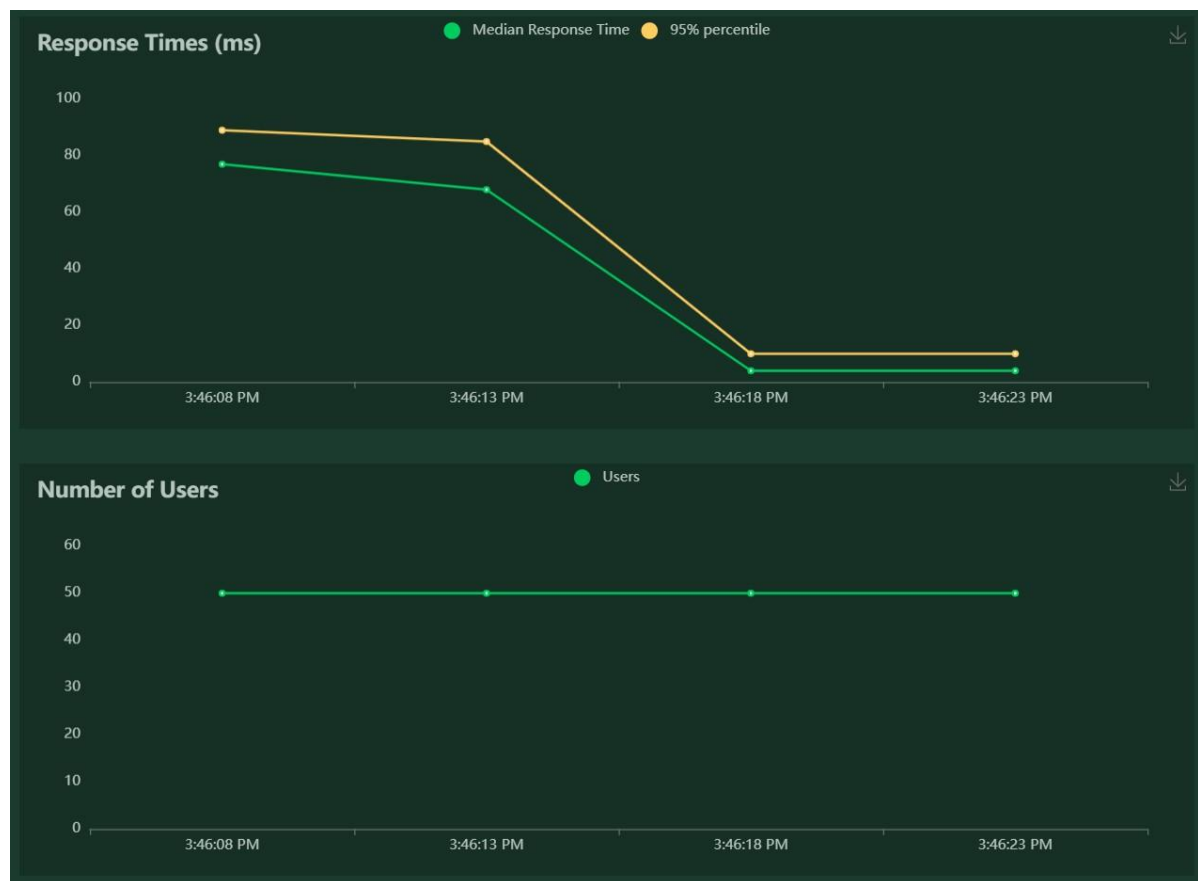 Response Times (ms)
Median Response Time
95% percentile
100
80
60
40
20
0
3:46:08 PM
3:46:13 PM
3:46:18 PM
3:46:23 PM
Number of Users
Users
60
50
40
30
20
10
0
3:46:08 PM
3:46:13 PM
3:46:18 PM
3:46:23 PM